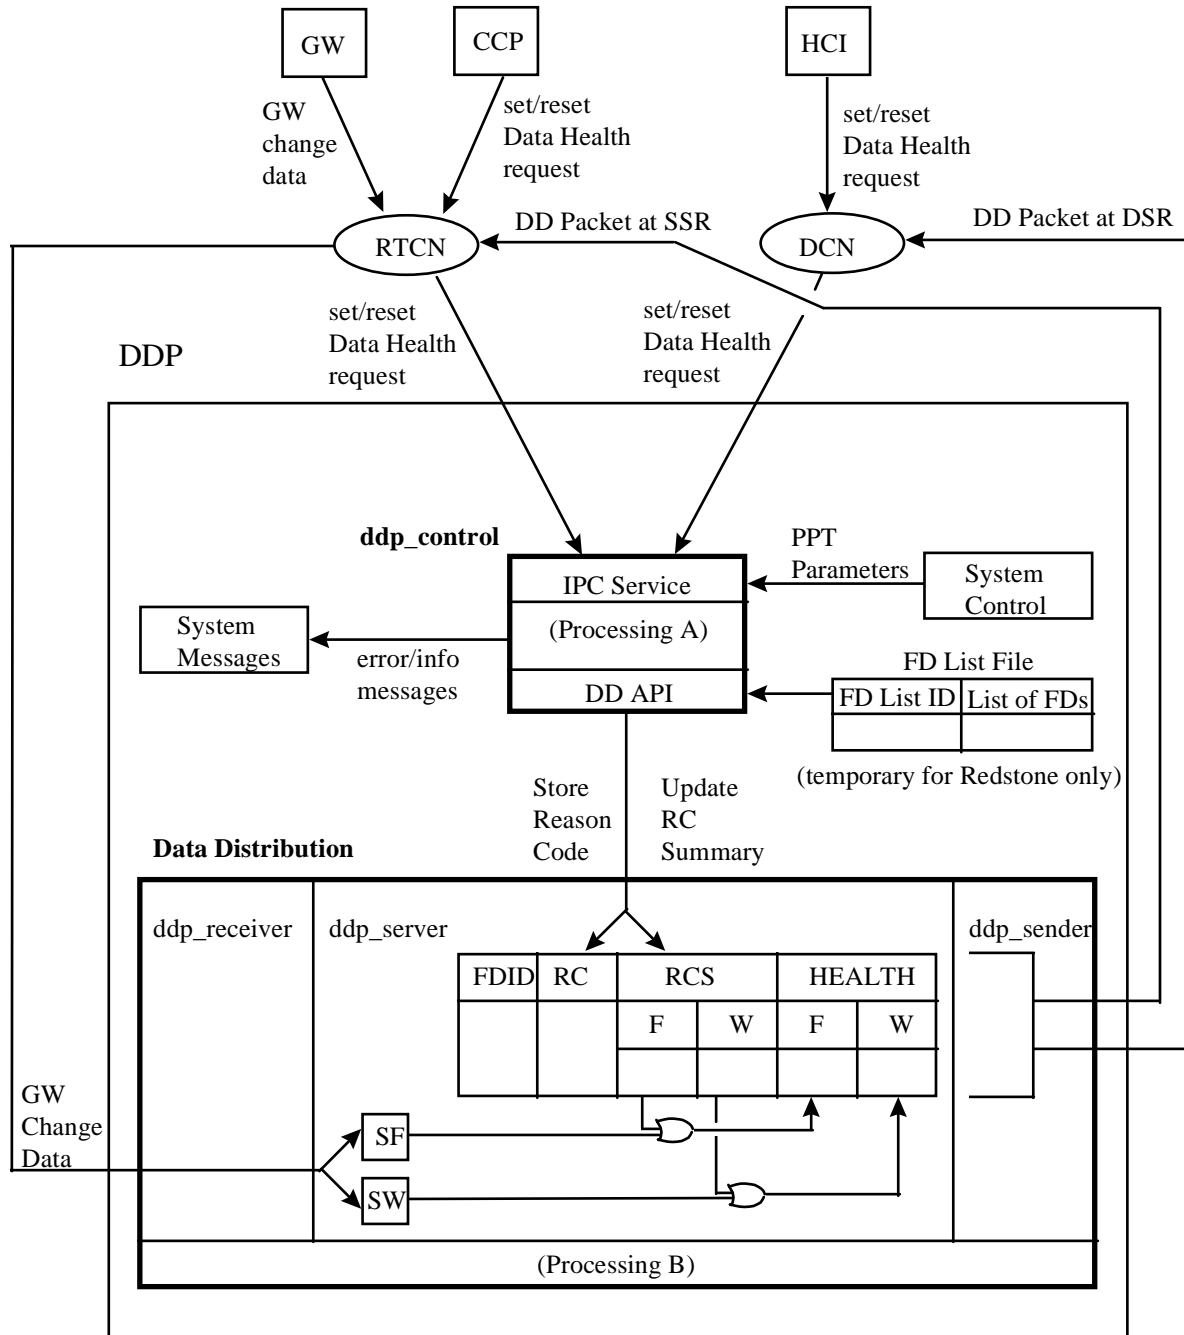 GW
CCP
HCI
GW
change
data
set/reset
Data Health
request
set/reset
Data Health
request
DD Packet at SSR
DD Packet at DSR
RTCN
DCN
set/reset
Data Health
request
set/reset
Data Health
request
DDP
ddp_control
IPC Service
(Processing A)
DD API
PPT
Parameters
System
Control
System
Messages
error/info
messages
FD List File
FD List ID
List of FDs
(temporary for Redstone only)
Store
Reason
Code
Update
RC
Summary
Data Distribution
ddp_receiver
ddp_server
ddp_sender
FDID
RC
RCS
HEALTH
F
W
F
W
GW
Change
Data
SF
SW
(Processing B)